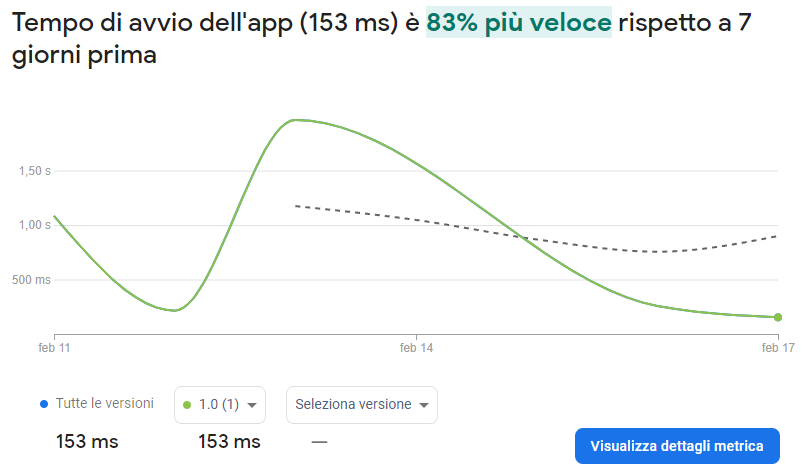 Tempo di avvio dell'app (153 ms) è 83% più veloce rispetto a 7
giorni prima
1,50 s
1,00 s
500 ms
feb 11
feb 14
feb 17
Tutte le versioni
1.0 (1)
Seleziona versione
153 ms
153 ms
—
Visualizza dettagli metrica